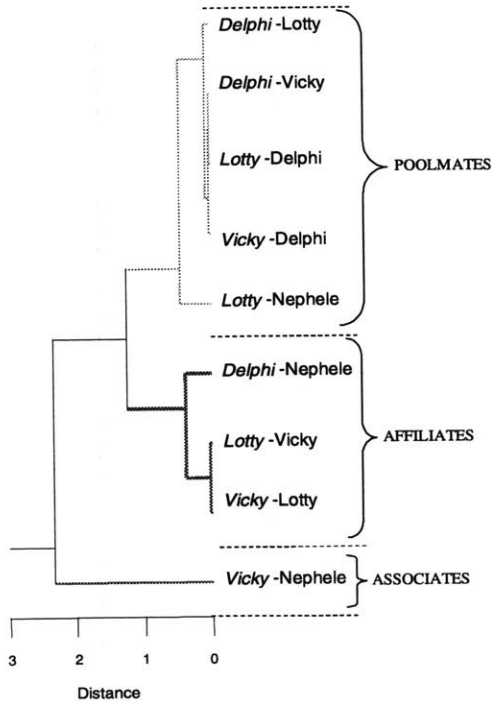 Delphi -Lotty
Delphi -Vicky
Lotty -Delphi
POOLMATES
Vicky -Delphi
Lotty -Nephele
Delphi -Nephele
Lotty -Vicky
AFFILIATES
Vicky -Lotty
Vicky -Nephele
ASSOCIATES
3 2 1 0
Distance